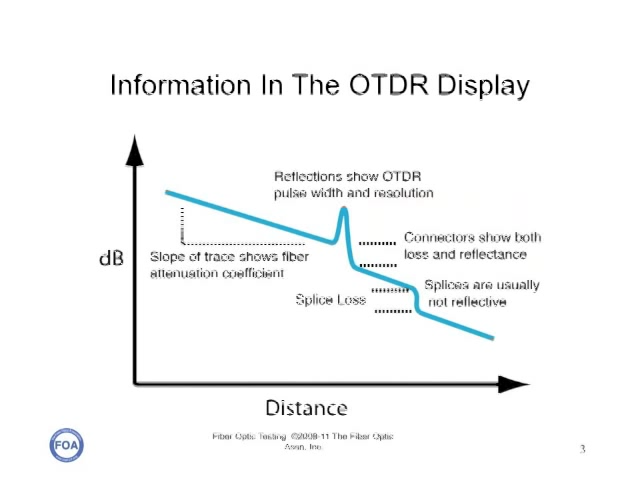 Information In The OTDR Display
Reflections show OTDR
pulse width and resolution
Connectors show both
loss and reflectance
dB
Slope of trace shows fiber
attenuation coefficient
Splice Loss
Splices are usually
not reflective
Distance
Fiber Optic Testing ©2009-11 The Fiber Optic
Assn, Inc.
FOA
3